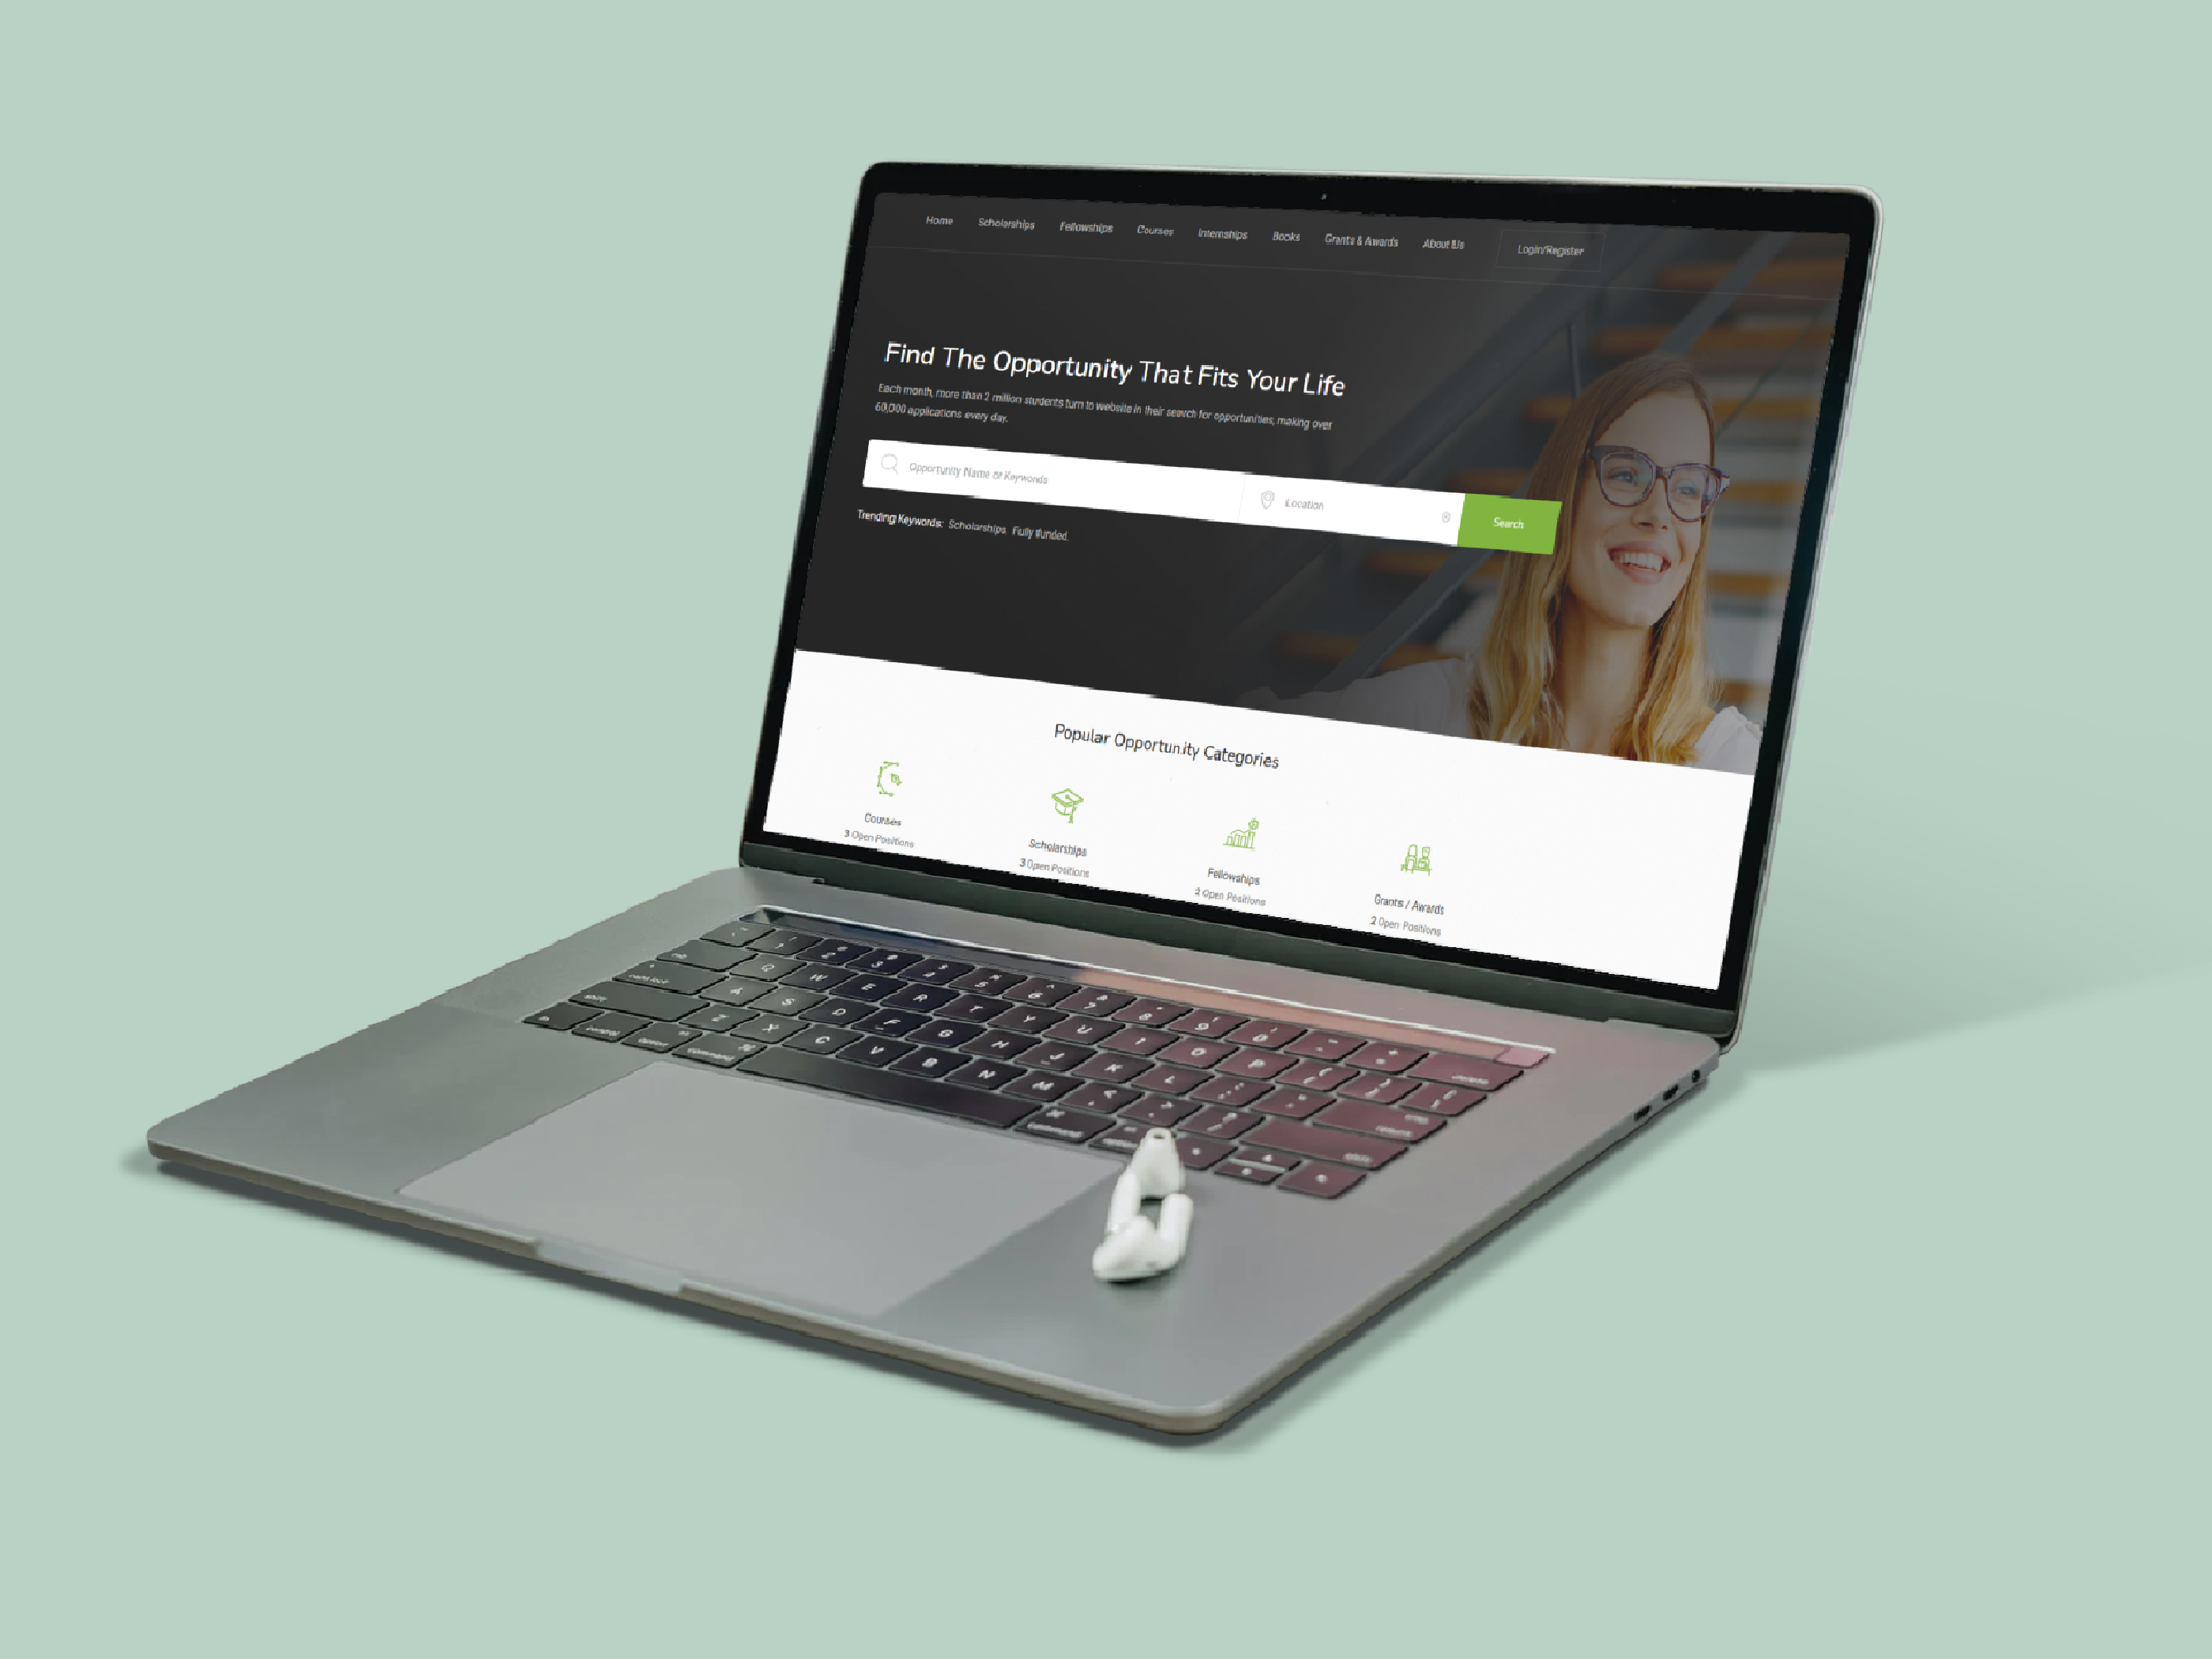 Home Scholarships Fellowships Courses Internships Books Grants & Awards About Us Login/Register
Find The Opportunity That Fits Your Life
Each month, more than 2 million students turn to website in their search for opportunities, making over
60,000 applications every day.
Opportunity Name or Keywords Location Search
Trending Keywords: Scholarships, Fully funded.
Popular Opportunity Categories
Courses
3 Open Positions
Scholarships
3 Open Positions
Fellowships
2 Open Positions
Grants / Awards
2 Open Positions
Q W E R T Y U I O P
A S D F G H J K L
Z X C V B N M